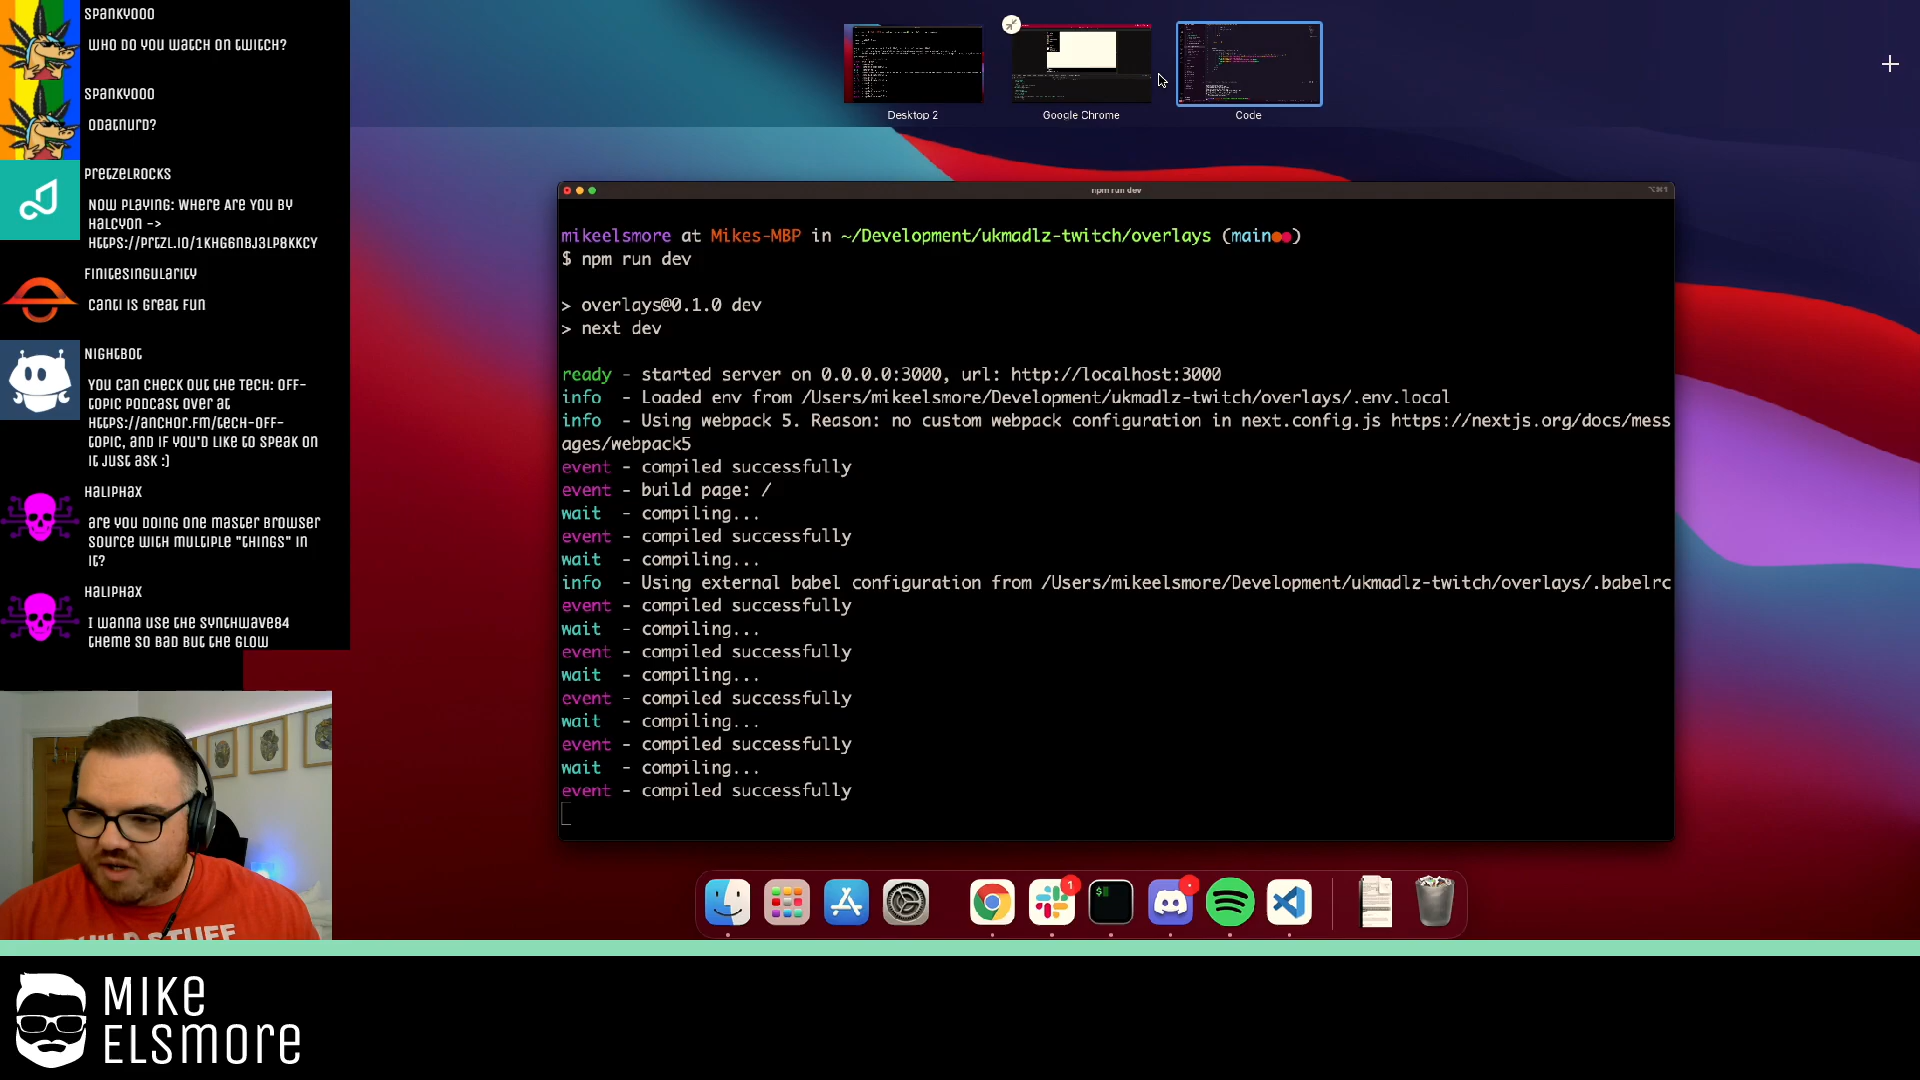 Spankyooo
Who do you watch on twitch?
Spankyooo
odatnurd?
PretzelRocks
Now Playing: Where Are You by
Halcyon ->
https://prtzl.io/1KHG6nBJ3LP8KKCY
FiniteSingularity
Canti is great fun
Nightbot
You can check out the Tech: Off-
Topic podcast over at
https://anchor.fm/tech-off-
topic, and if you'd like to speak on
it just ask :)
haliphax
are you doing one master browser
source with multiple "things" in
it?
haliphax
I wanna use the synthwave84
theme so bad but the glow
Desktop 2
Google Chrome
Code
npm run dev
mikeelsmore at Mikes-MBP in ~/Development/ukmadlz-twitch/overlays (main)
$ npm run dev
> overlays@0.1.0 dev
> next dev
ready - started server on 0.0.0.0:3000, url: http://localhost:3000
info - Loaded env from /Users/mikeelsmore/Development/ukmadlz-twitch/overlays/.env.local
info - Using webpack 5. Reason: no custom webpack configuration in next.config.js https://nextjs.org/docs/mess
ages/webpack5
event - compiled successfully
event - build page: /
wait - compiling...
event - compiled successfully
wait - compiling...
info - Using external babel configuration from /Users/mikeelsmore/Development/ukmadlz-twitch/overlays/.babelrc
event - compiled successfully
wait - compiling...
event - compiled successfully
wait - compiling...
event - compiled successfully
wait - compiling...
event - compiled successfully
wait - compiling...
event - compiled successfully
1
BUILD STUFF
Mike
Elsmore